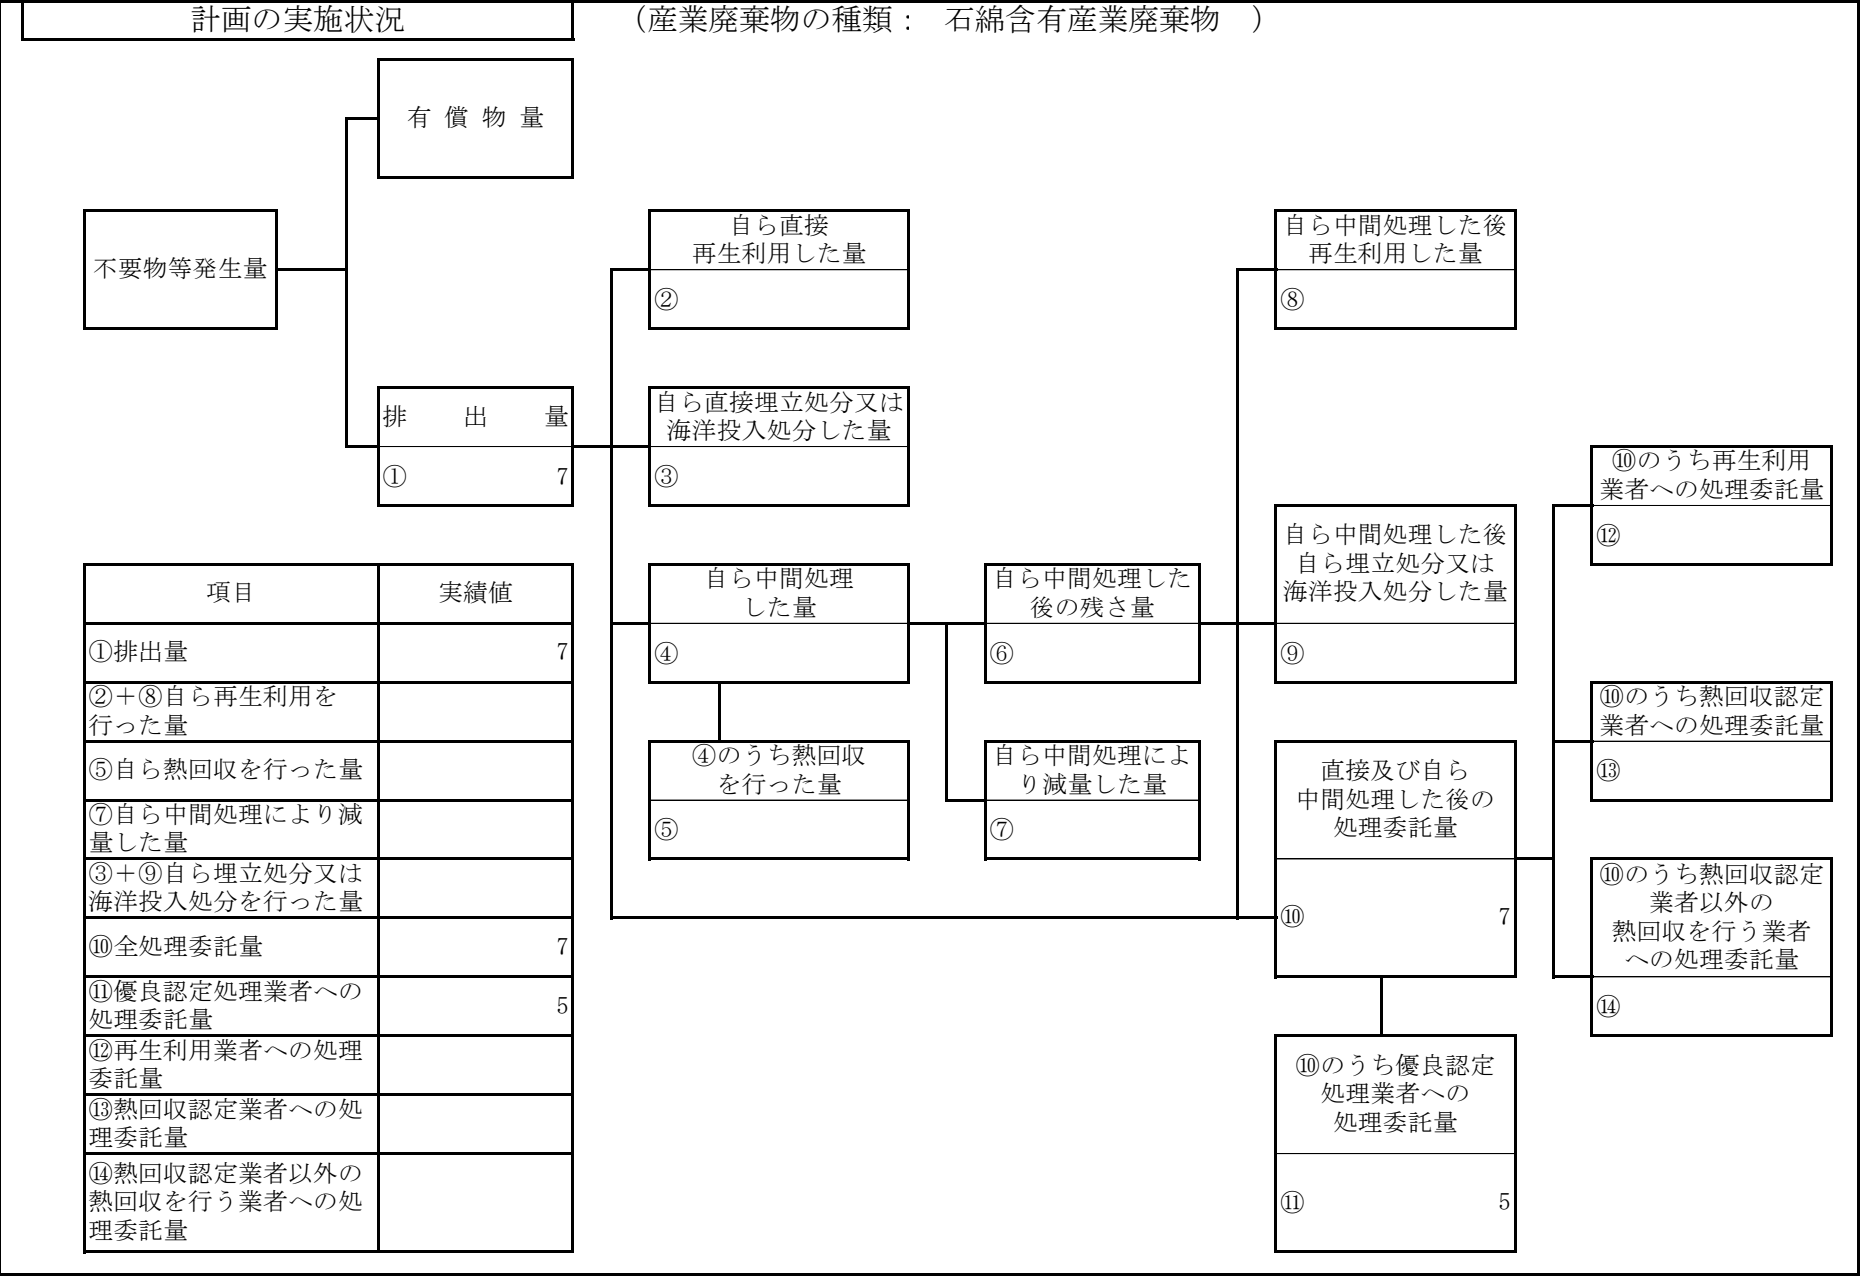 計画の実施状況
（産業廃棄物の種類： 石綿含有産業廃棄物 ）
有 償 物 量
不要物等発生量
自ら直接
再生利用した量
②
自ら中間処理した後
再生利用した量
⑧
排 出 量
① 7
自ら直接埋立処分又は
海洋投入処分した量
③
⑩のうち再生利用
業者への処理委託量
⑫
自ら中間処理した後
自ら埋立処分又は
海洋投入処分した量
⑨
自ら中間処理
した量
④
自ら中間処理した
後の残さ量
⑥
④のうち熱回収
を行った量
⑤
自ら中間処理によ
り減量した量
⑦
⑩のうち熱回収認定
業者への処理委託量
⑬
直接及び自ら
中間処理した後の
処理委託量
⑩ 7
⑩のうち熱回収認定
業者以外の
熱回収を行う業者
への処理委託量
⑭
⑩のうち優良認定
処理業者への
処理委託量
⑪ 5
項目 実績値
①排出量 7
②＋⑧自ら再生利用を
行った量
⑤自ら熱回収を行った量
⑦自ら中間処理により減
量した量
③＋⑨自ら埋立処分又は
海洋投入処分を行った量
⑩全処理委託量 7
⑪優良認定処理業者への
処理委託量 5
⑫再生利用業者への処理
委託量
⑬熱回収認定業者への処
理委託量
⑭熱回収認定業者以外の
熱回収を行う業者への処
理委託量